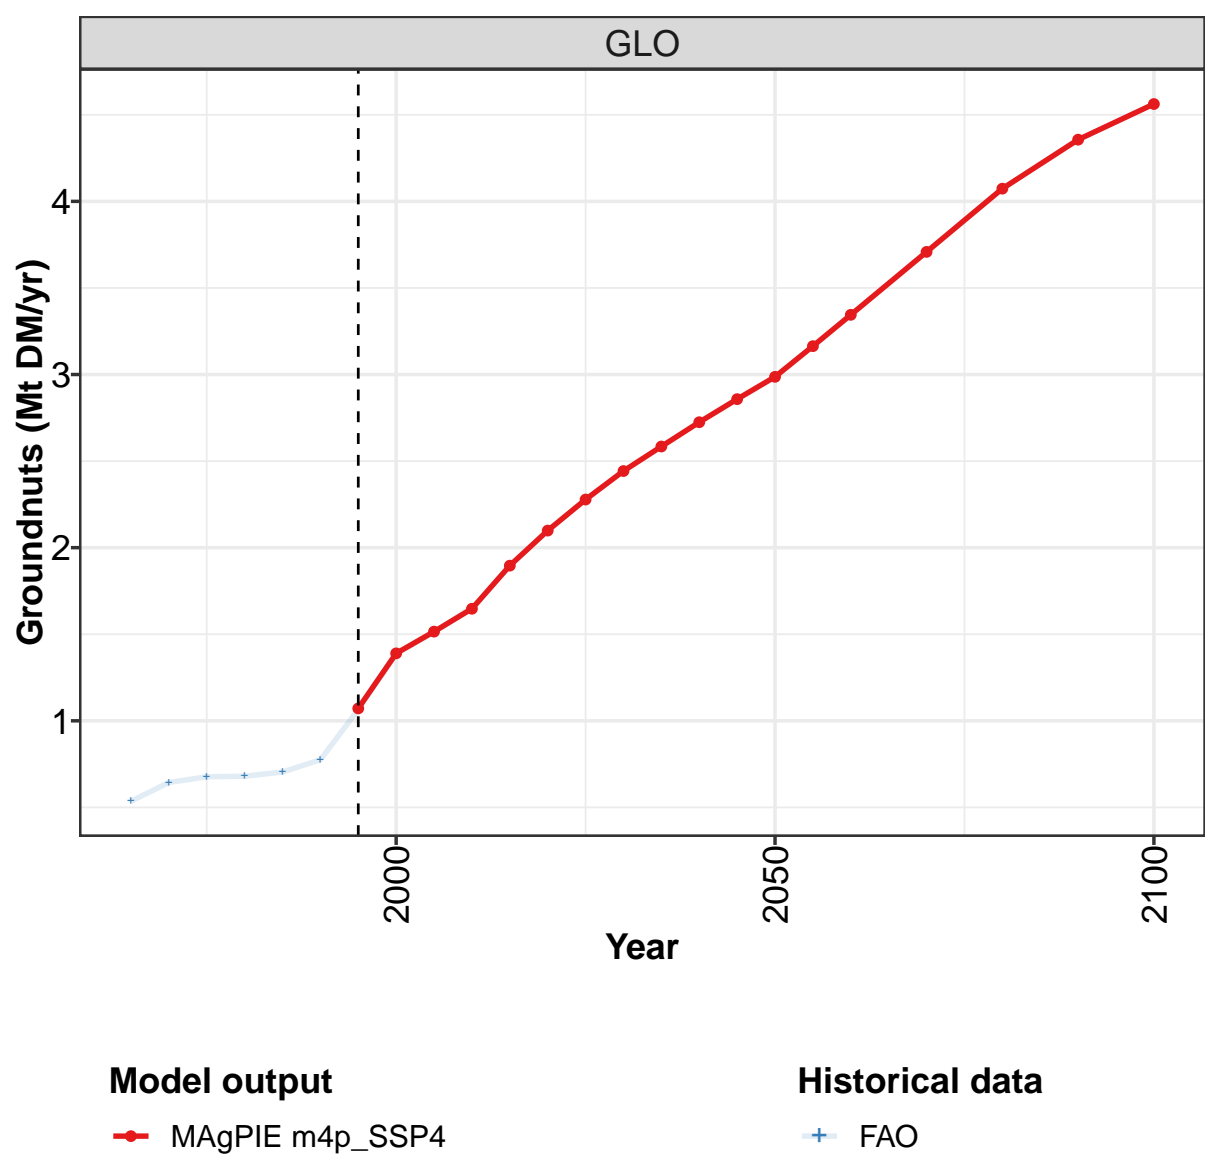 GLO
Groundnuts (Mt DM/yr)
4
3
2
1
2000
2050
2100
Year
Model output
Historical data
MAgPIE m4p_SSP4
FAO